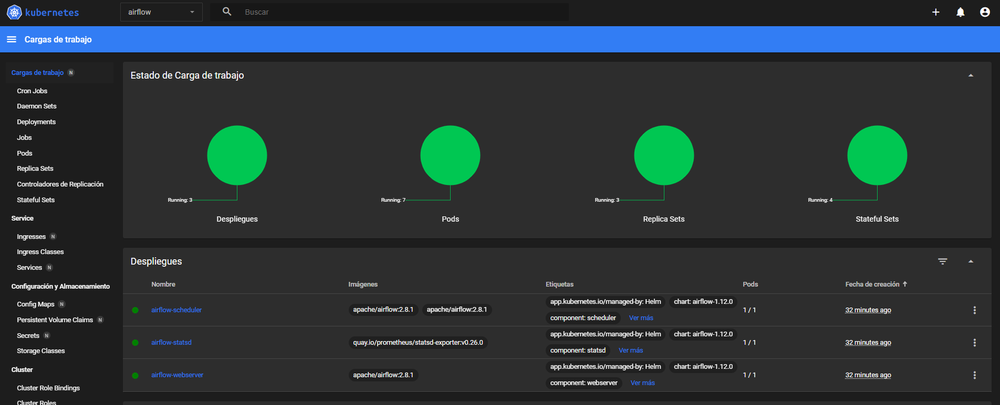 kubernetes
airflow
Buscar
Cargas de trabajo
Cargas de trabajo N
Cron Jobs
Daemon Sets
Deployments
Jobs
Pods
Replica Sets
Controladores de Replicación
Stateful Sets
Service
Ingresses N
Ingress Classes
Services N
Configuración y Almacenamiento
Config Maps N
Persistent Volume Claims N
Secrets N
Storage Classes
Cluster
Cluster Role Bindings
Cluster Roles
Estado de Carga de trabajo
Running: 3
Despliegues
Running: 7
Pods
Running: 3
Replica Sets
Running: 4
Stateful Sets
Despliegues
Nombre Imágenes Etiquetas Pods Fecha de creación
airflow-scheduler apache/airflow:2.8.1 apache/airflow:2.8.1 app.kubernetes.io/managed-by: Helm chart: airflow-1.12.0 1 / 1 32 minutes ago
component: scheduler Ver más
airflow-statsd quay.io/prometheus/statsd-exporter:v0.26.0 app.kubernetes.io/managed-by: Helm chart: airflow-1.12.0 1 / 1 32 minutes ago
component: statsd Ver más
airflow-webserver apache/airflow:2.8.1 app.kubernetes.io/managed-by: Helm chart: airflow-1.12.0 1 / 1 32 minutes ago
component: webserver Ver más